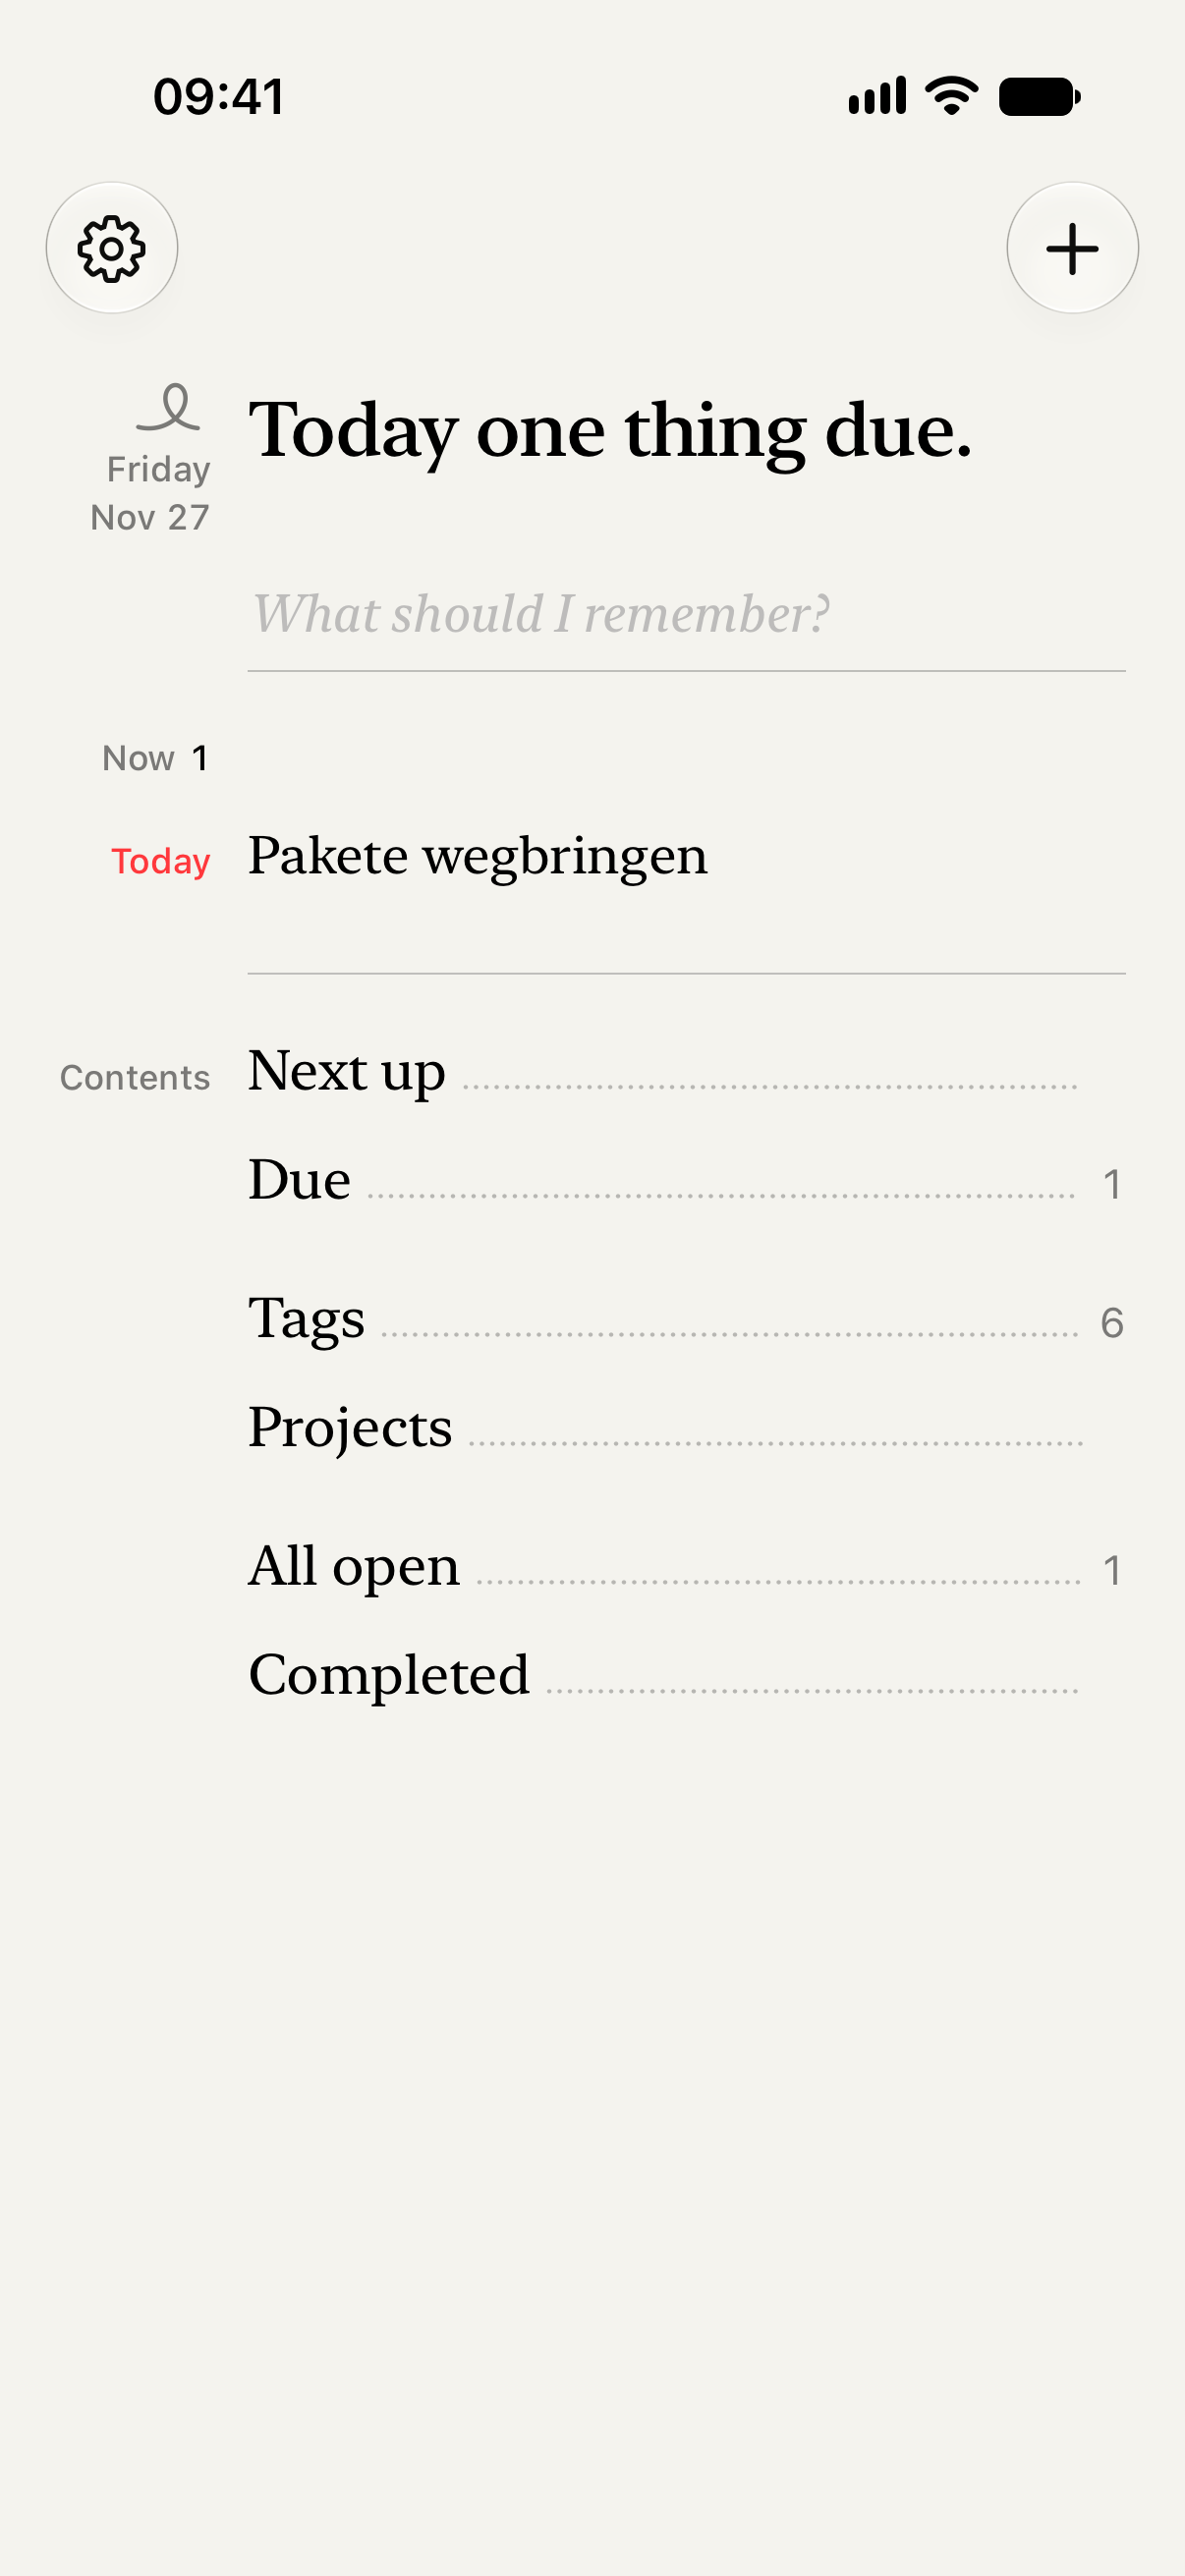 09:41
Today one thing due.
Friday
Nov 27
What should I remember?
Now 1
Today Pakete wegbringen
Contents Next up
Due 1
Tags 6
Projects
All open 1
Completed